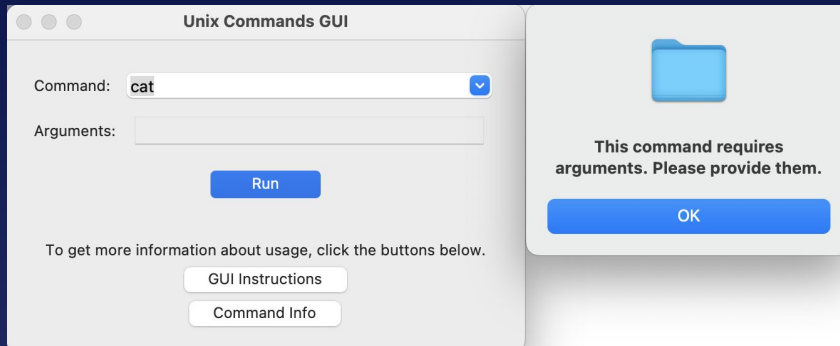 Unix Commands GUI
Command: cat
Arguments:
Run
To get more information about usage, click the buttons below.
GUI Instructions
Command Info
This command requires
arguments. Please provide them.
OK